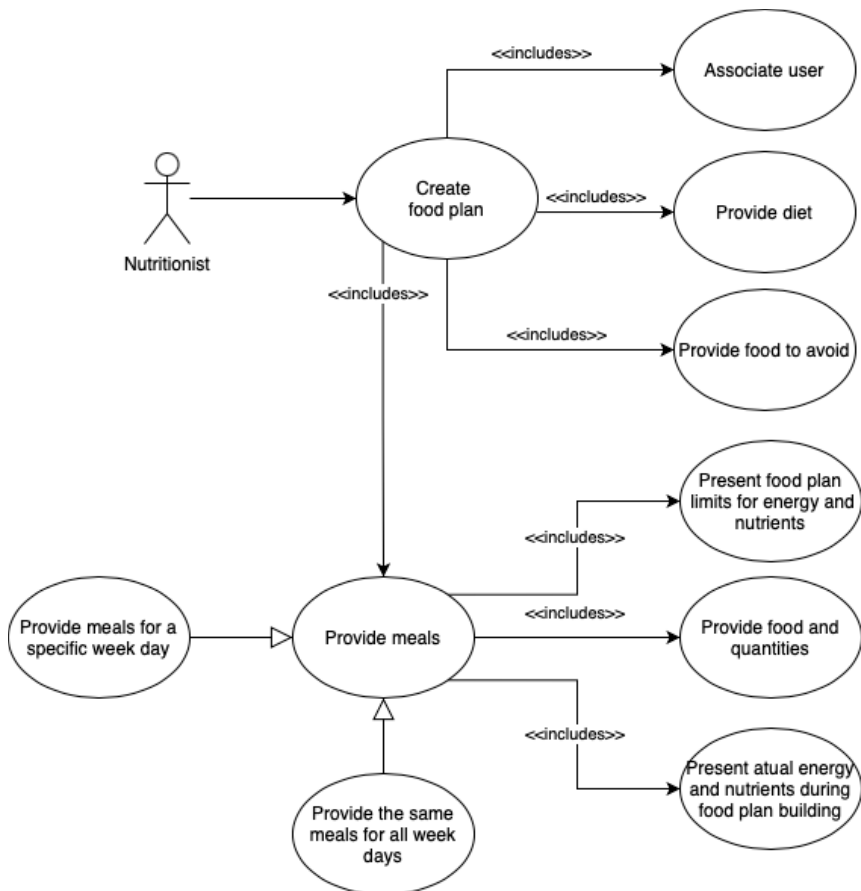 <<includes>>
Associate user
Create
food plan
<<includes>>
Provide diet
Nutritionist
<<includes>>
<<includes>>
Provide food to avoid
Present food plan
limits for energy and
nutrients
<<includes>>
Provide meals for a
specific week day
Provide meals
<<includes>>
Provide food and
quantities
<<includes>>
Present atual energy
and nutrients during
food plan building
Provide the same
meals for all week
days